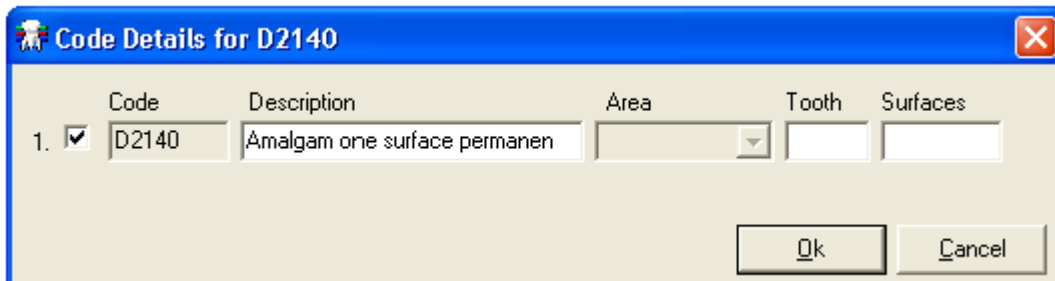 Code Details for D2140
Code Description Area Tooth Surfaces
1. D2140 Amalgam one surface permanen
Ok Cancel